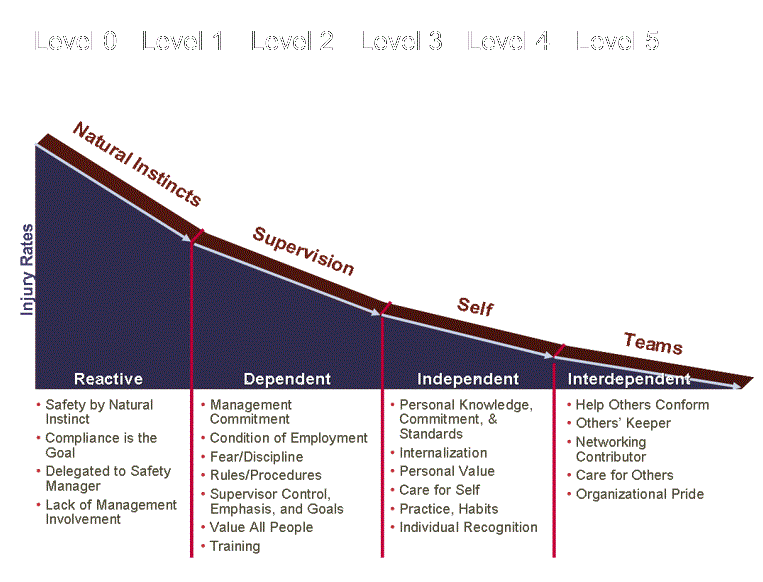 Level 0 Level 1 Level 2 Level 3 Level 4 Level 5
Natural Instincts
Supervision
Self
Teams
Injury Rates
Reactive
• Safety by Natural
Instinct
• Compliance is the
Goal
• Delegated to Safety
Manager
• Lack of Management
Involvement
Dependent
• Management
Commitment
• Condition of Employment
• Fear/Discipline
• Rules/Procedures
• Supervisor Control,
Emphasis, and Goals
• Value All People
• Training
Independent
• Personal Knowledge,
Commitment, &
Standards
• Internalization
• Personal Value
• Care for Self
• Practice, Habits
• Individual Recognition
Interdependent
• Help Others Conform
• Others' Keeper
• Networking
Contributor
• Care for Others
• Organizational Pride